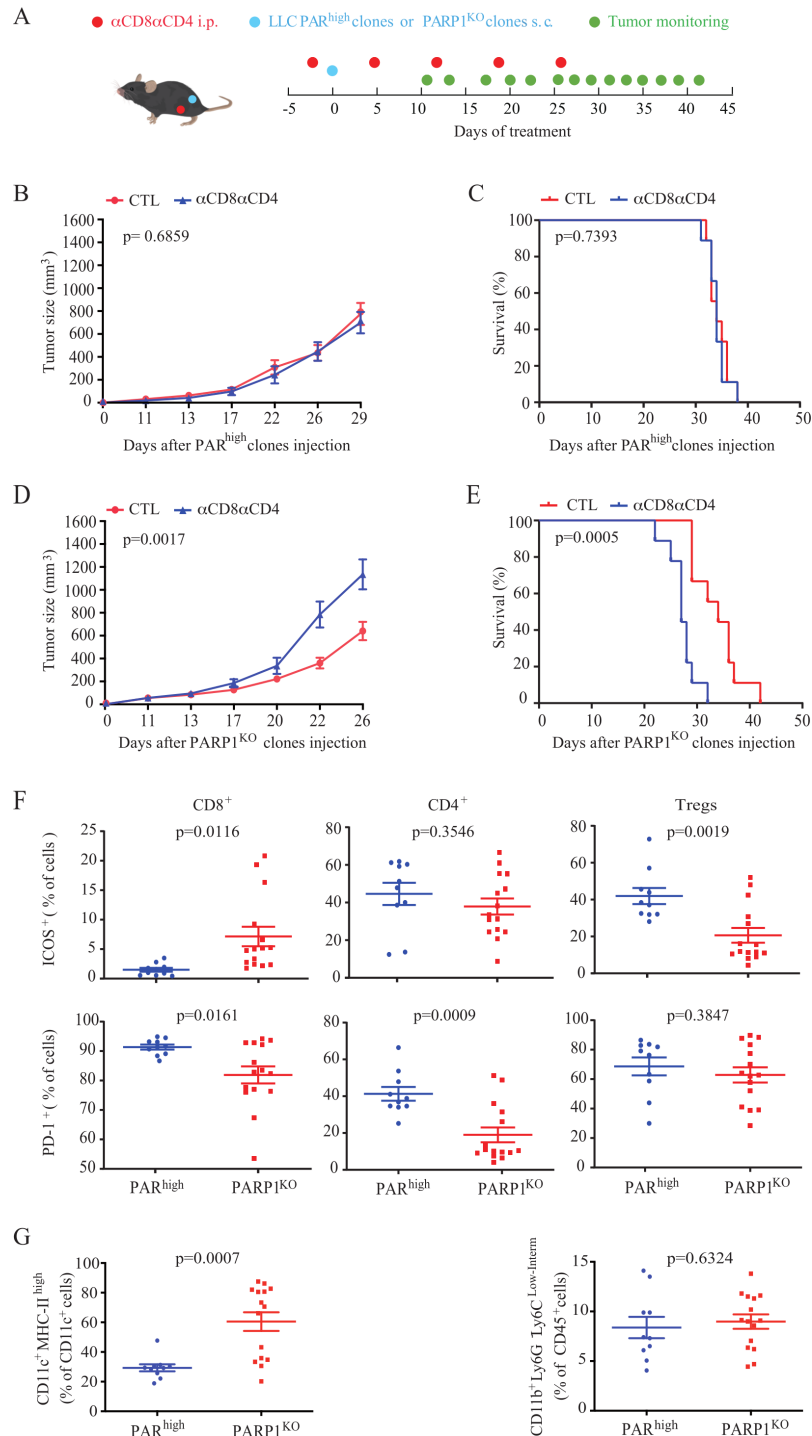 A
αCD8αCD4 i.p.
LLC PARhigh clones or PARP1KO clones s.c.
Tumor monitoring
-5 0 5 10 15 20 25 30 35 40 45
Days of treatment
B
CTL αCD8αCD4
p= 0.6859
Tumor size (mm3)
1600
1400
1200
1000
800
600
400
200
0
0 11 13 17 22 26 29
Days after PARhigh clones injection
C
CTL αCD8αCD4
p=0.7393
Survival (%)
100
80
60
40
20
0
0 10 20 30 40 50
Days after PARhigh clones injection
D
CTL αCD8αCD4
p=0.0017
Tumor size (mm3)
1600
1400
1200
1000
800
600
400
200
0
0 11 13 17 20 22 26
Days after PARP1KO clones injection
E
CTL αCD8αCD4
p=0.0005
Survival (%)
100
80
60
40
20
0
0 10 20 30 40 50
Days after PARP1KO clones injection
F
CD8+
p=0.0116
ICOS+ ( % of cells )
25
20
15
10
5
0
CD4+
p=0.3546
80
60
40
20
0
Tregs
p=0.0019
80
60
40
20
0
p=0.0161
PD-1+( % of cells)
100
90
80
70
60
50
PARhigh PARP1KO
p=0.0009
80
60
40
20
0
PARhigh PARP1KO
p=0.3847
100
80
60
40
20
0
PARhigh PARP1KO
G
p=0.0007
CD11c+ MHC-II high
(% of CD11c+ cells)
100
80
60
40
20
0
PARhigh PARP1KO
p=0.6324
CD11b+ Ly6G-Ly6C Low-Interm
(% of CD45+ cells)
15
10
5
0
PARhigh PARP1KO